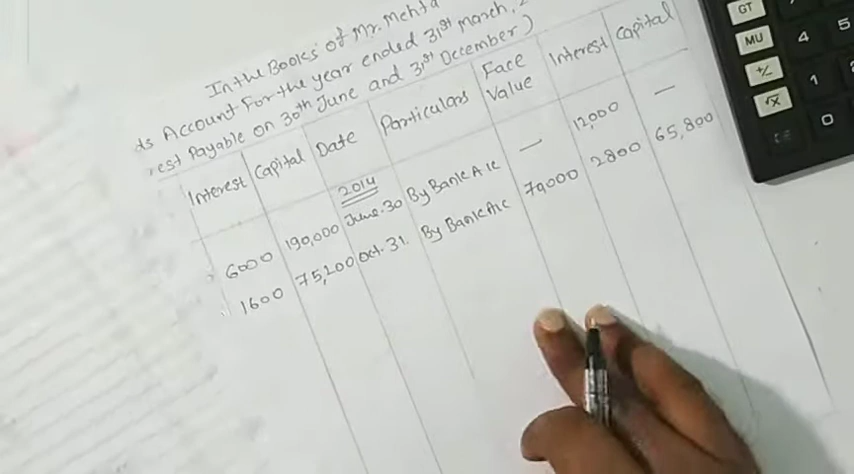 In the Books of Mr. Mehta
ds Account For the year ended 31st March,
rest Payable on 30th June and 31st December)
Interest Capital Date Particulars Face Value Interest Capital
2014
6000 190,000 June-30 By Bank A/c — 12,000 —
1600 75,200 Oct-31. By Bank A/c 70,000 2800 65,800
GT
MU
+/-
√x
4
5
1
0